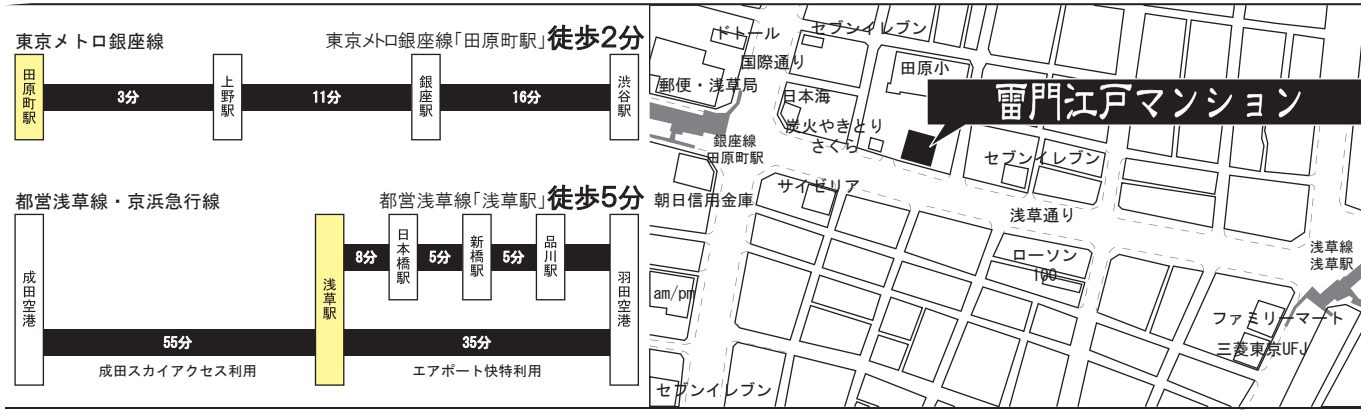 東京メトロ銀座線
東京メトロ銀座線「田原町駅」徒歩2分
田原町駅
3分
上野駅
11分
銀座駅
16分
渋谷駅
都営浅草線・京浜急行線
都営浅草線「浅草駅」徒歩5分
成田空港
浅草駅
8分
日本橋駅
5分
新橋駅
5分
品川駅
羽田空港
55分
35分
成田スカイアクセス利用
エアポート快特利用
ドトール
セブンイレブン
国際通り
田原小
郵便・浅草局
日本海
雷門江戸マンション
炭火やきとり
さくら
銀座線
田原町駅
セブンイレブン
サイゼリア
朝日信用金庫
浅草通り
浅草線
浅草駅
ローソン
100
am/pm
ファミリーマート
三菱東京UFJ
セブンイレブン